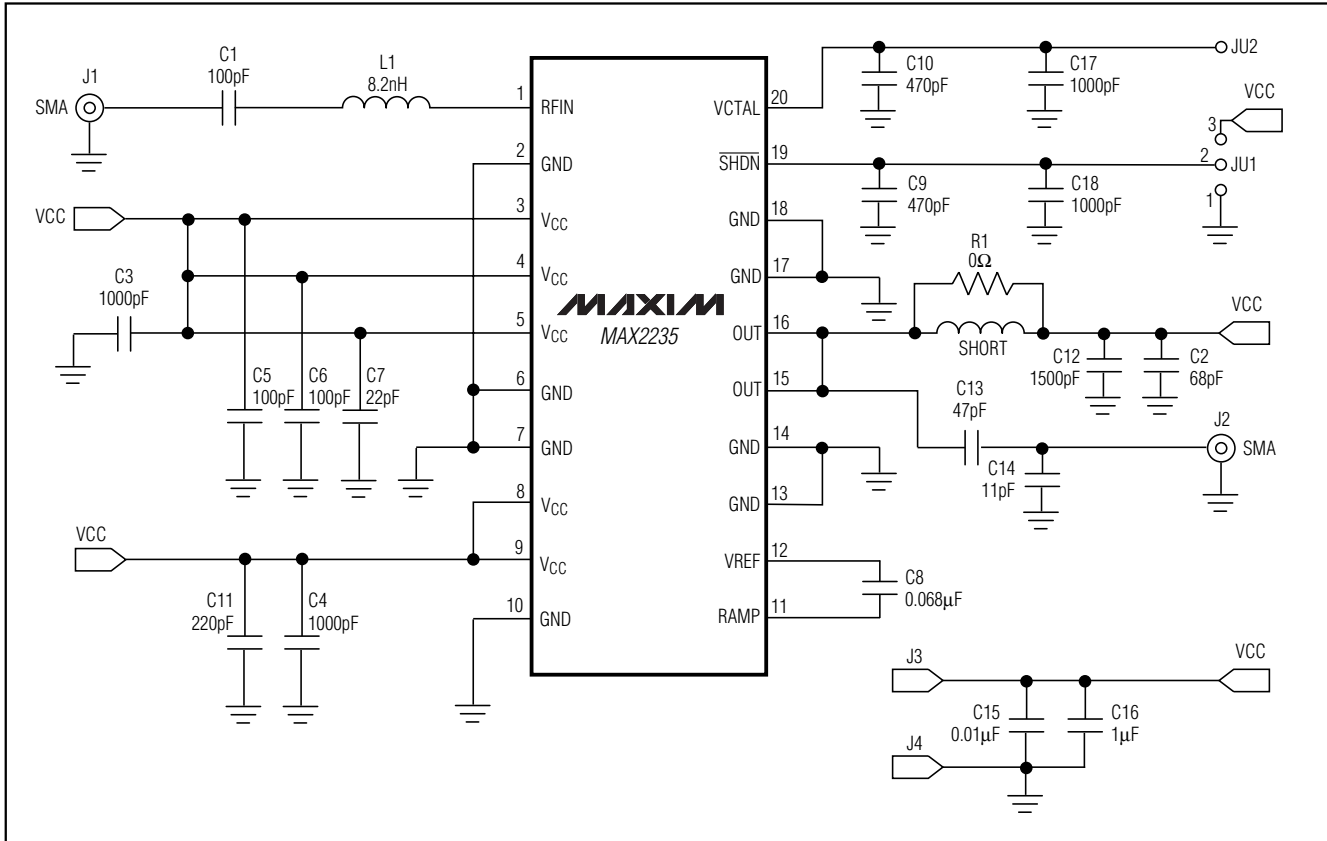 J1
SMA
C1
100pF
L1
8.2nH
1
RFIN
2
GND
VCC
3
VCC
4
VCC
C3
1000pF
5
VCC
C5
100pF
C6
100pF
C7
22pF
6
GND
7
GND
8
VCC
VCC
9
VCC
C11
220pF
C4
1000pF
10
GND
MAXIM
MAX2235
20
VCTAL
C10
470pF
C17
1000pF
JU2
19
SHDN
C9
470pF
C18
1000pF
VCC
3
2
JU1
1
18
GND
17
GND
R1
0Ω
16
OUT
SHORT
VCC
C12
1500pF
C2
68pF
15
OUT
C13
47pF
J2
SMA
C14
11pF
14
GND
13
GND
12
VREF
C8
0.068µF
11
RAMP
J3
VCC
C15
0.01µF
C16
1µF
J4